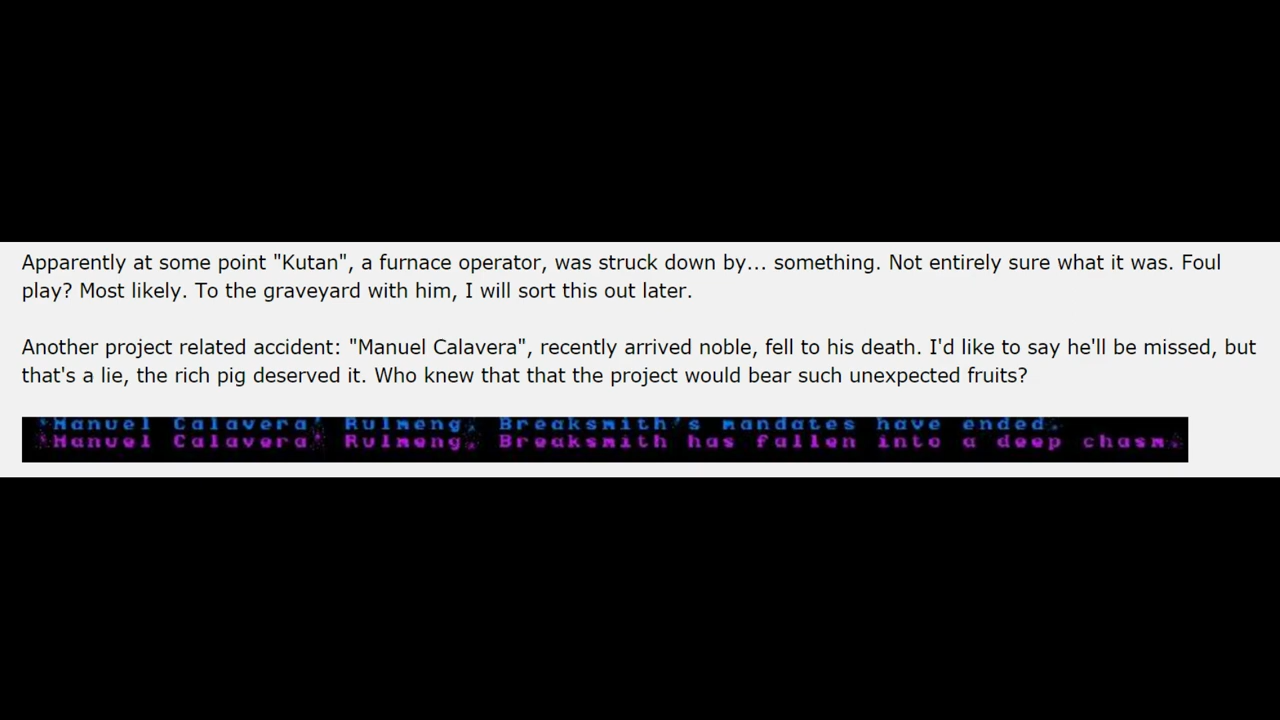 Apparently at some point "Kutan", a furnace operator, was struck down by... something. Not entirely sure what it was. Foul
play? Most likely. To the graveyard with him, I will sort this out later.
Another project related accident: "Manuel Calavera", recently arrived noble, fell to his death. I'd like to say he'll be missed, but
that's a lie, the rich pig deserved it. Who knew that that the project would bear such unexpected fruits?
'Manuel Calavera' Rulmeng, Breaksmith's mandates have ended.
'Manuel Calavera' Rulmeng, Breaksmith has fallen into a deep chasm.